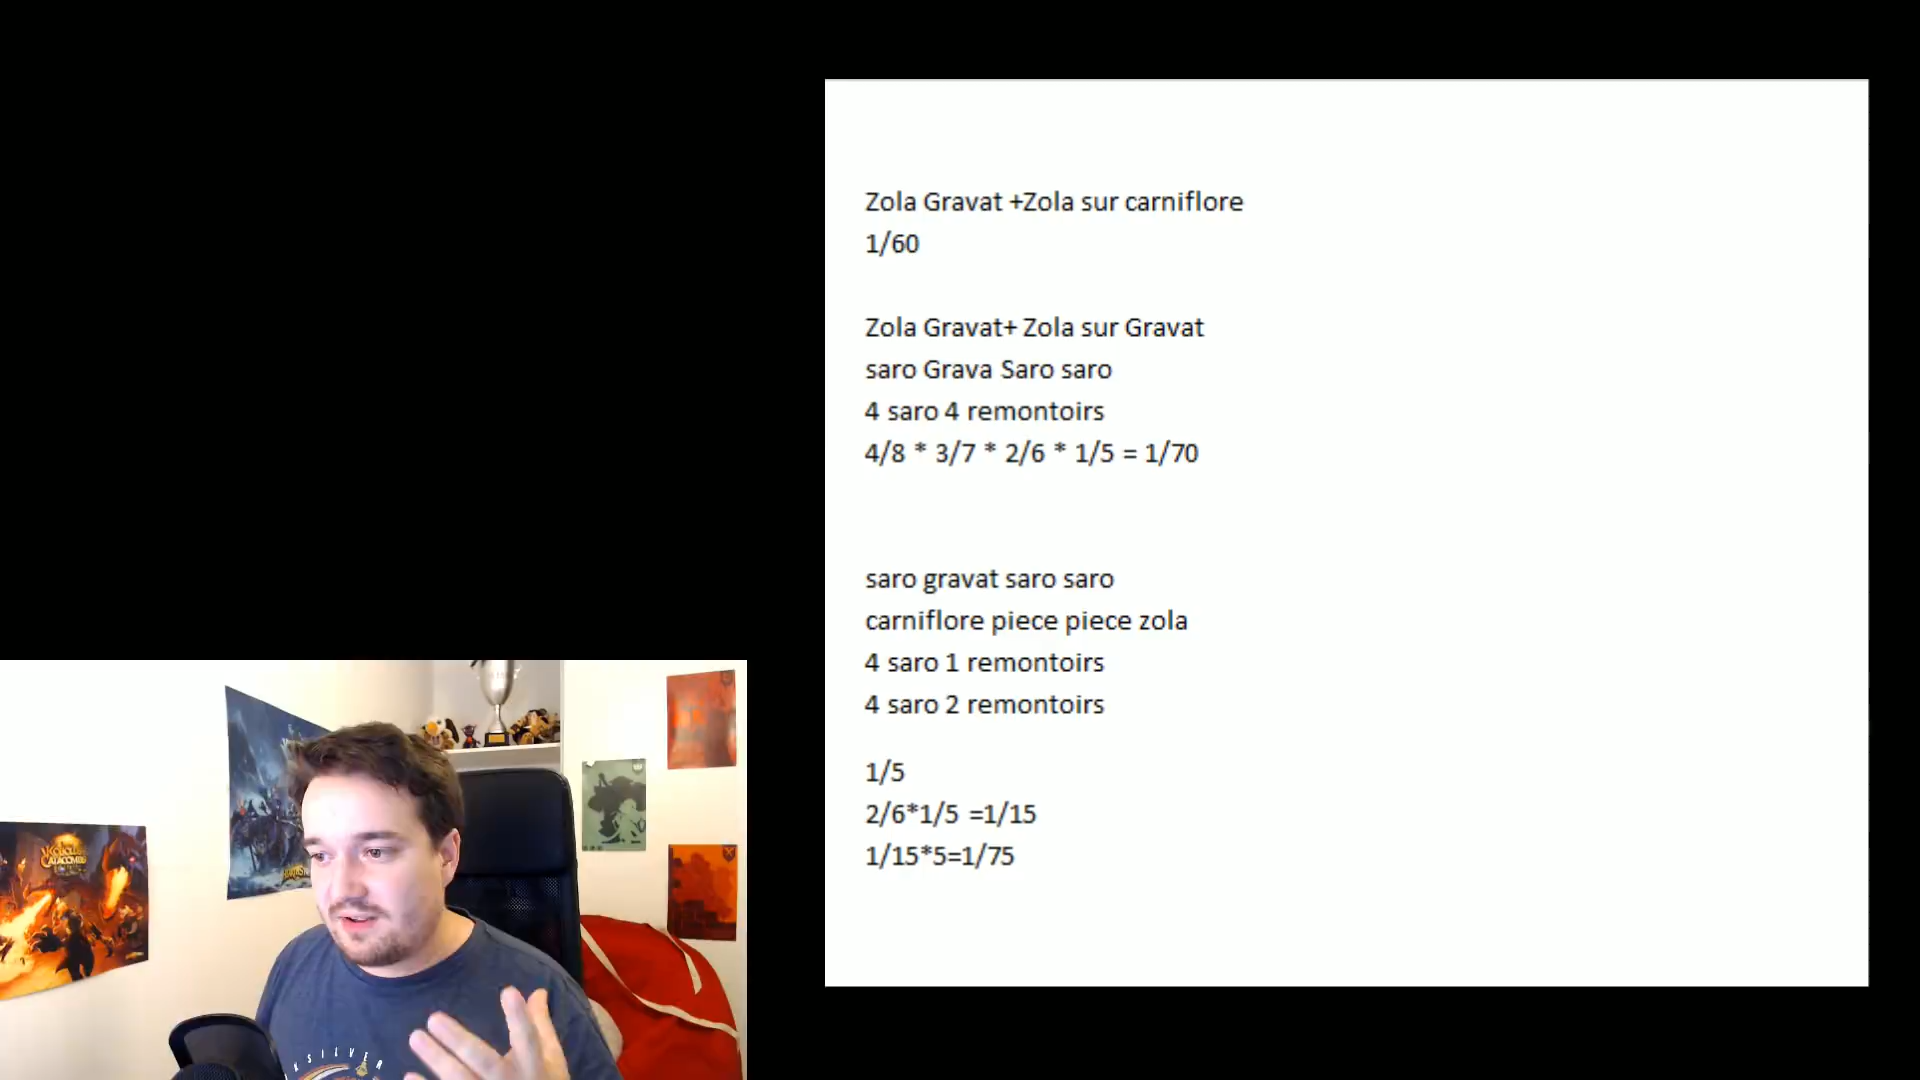 Zola Gravat +Zola sur carniflore
1/60
Zola Gravat+ Zola sur Gravat
saro Grava Saro saro
4 saro 4 remontoirs
4/8 * 3/7 * 2/6 * 1/5 = 1/70
saro gravat saro saro
carniflore piece piece zola
4 saro 1 remontoirs
4 saro 2 remontoirs
1/5
2/6*1/5 =1/15
1/15*5=1/75